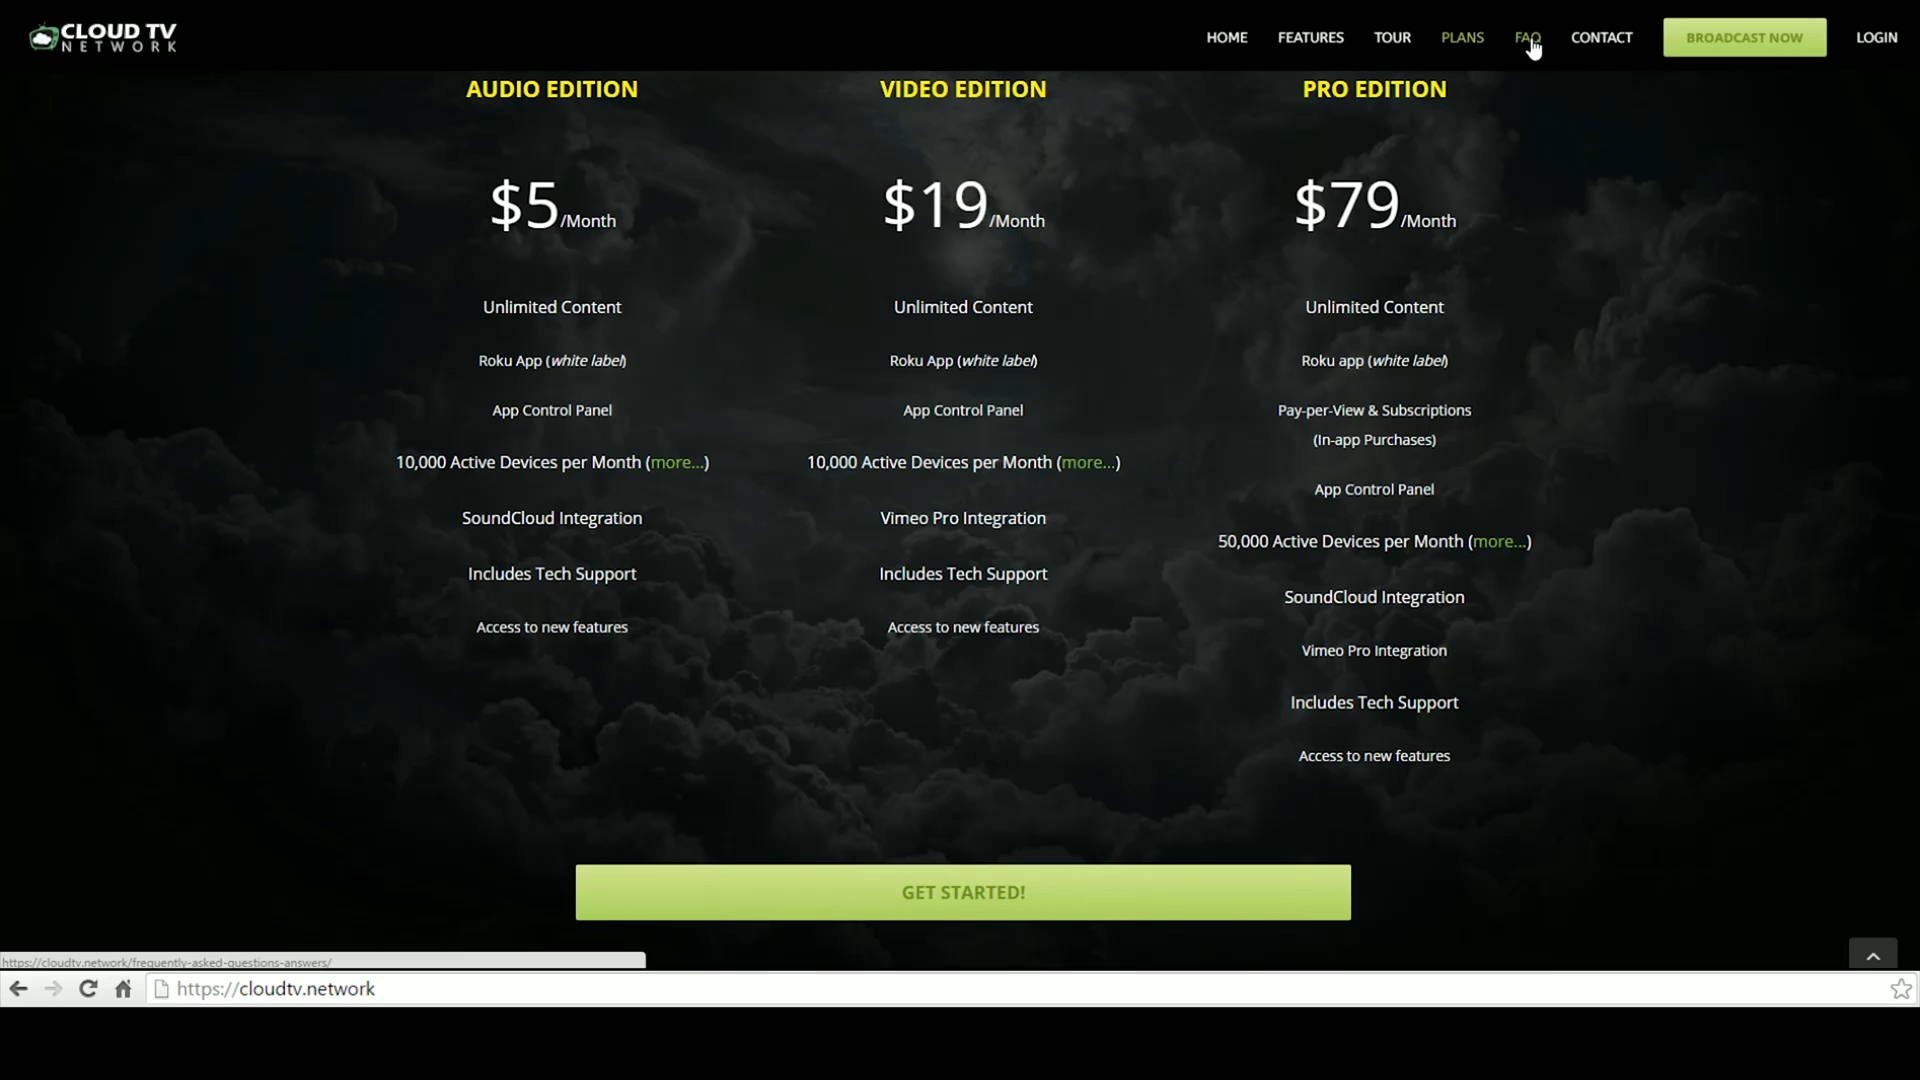 CLOUD TV
NETWORK
HOME FEATURES TOUR PLANS FAQ CONTACT BROADCAST NOW LOGIN
AUDIO EDITION
$5/Month
Unlimited Content
Roku App (white label)
App Control Panel
10,000 Active Devices per Month (more...)
SoundCloud Integration
Includes Tech Support
Access to new features
VIDEO EDITION
$19/Month
Unlimited Content
Roku App (white label)
App Control Panel
10,000 Active Devices per Month (more...)
Vimeo Pro Integration
Includes Tech Support
Access to new features
PRO EDITION
$79/Month
Unlimited Content
Roku app (white label)
Pay-per-View & Subscriptions
(In-app Purchases)
App Control Panel
50,000 Active Devices per Month (more...)
SoundCloud Integration
Vimeo Pro Integration
Includes Tech Support
Access to new features
GET STARTED!
https://cloudtv.network/frequently-asked-questions-answers/
https://cloudtv.network